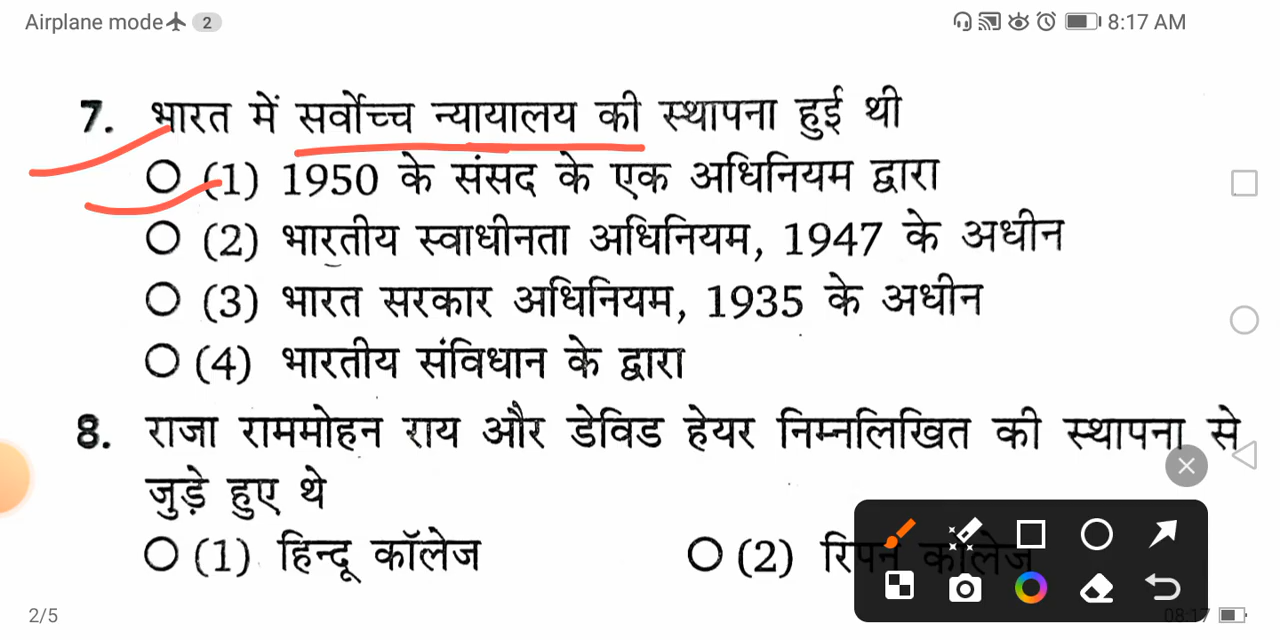 Airplane mode 2 8:17 AM
7. भारत में सर्वोच्च न्यायालय की स्थापना हुई थी
(1) 1950 के संसद के एक अधिनियम द्वारा
(2) भारतीय स्वाधीनता अधिनियम, 1947 के अधीन
(3) भारत सरकार अधिनियम, 1935 के अधीन
(4) भारतीय संविधान के द्वारा
8. राजा राममोहन राय और डेविड हेयर निम्नलिखित की स्थापना से
जुड़े हुए थे
(1) हिन्दू कॉलेज (2) रिपन कॉलेज
2/5 08:17